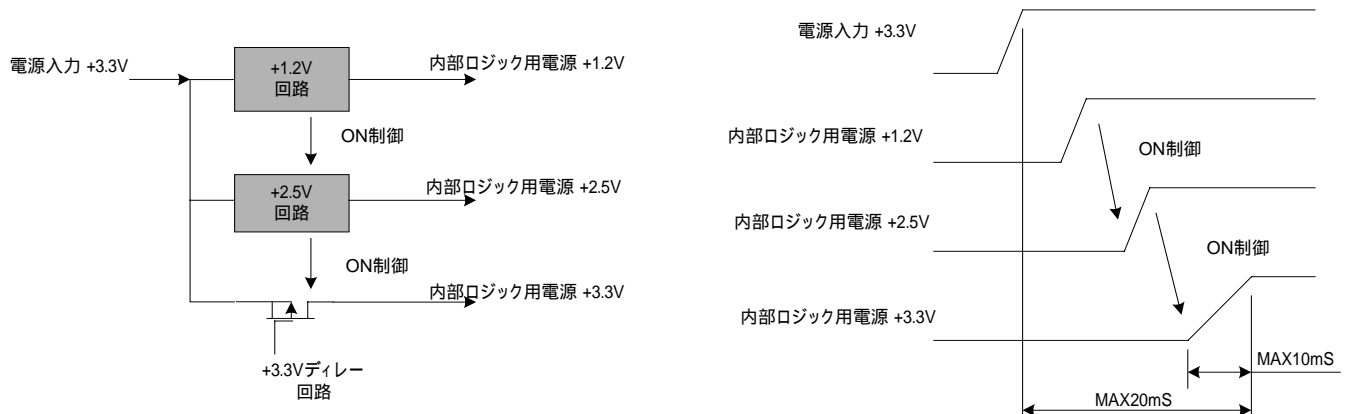 電源入力 +3.3V
+1.2V
回路
内部ロジック用電源 +1.2V
ON制御
+2.5V
回路
内部ロジック用電源 +2.5V
ON制御
内部ロジック用電源 +3.3V
+3.3Vディレー
回路
電源入力 +3.3V
内部ロジック用電源 +1.2V
ON制御
内部ロジック用電源 +2.5V
ON制御
内部ロジック用電源 +3.3V
MAX10mS
MAX20mS